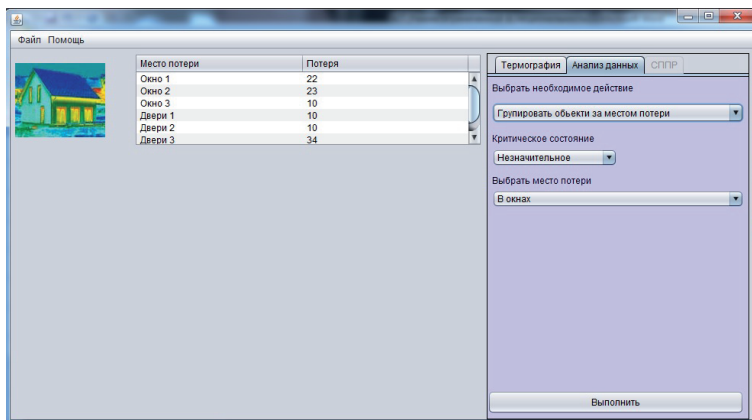 Файл Помощь
Место потери Потеря
Окно 1 22
Окно 2 23
Окно 3 10
Двери 1 10
Двери 2 10
Двери 3 34
Термография Анализ данных СППР
Выбрать необходимое действие
Групировать обьекти за местом потери
Критическое состояние
Незначительное
Выбрать место потери
В окнах
Выполнить